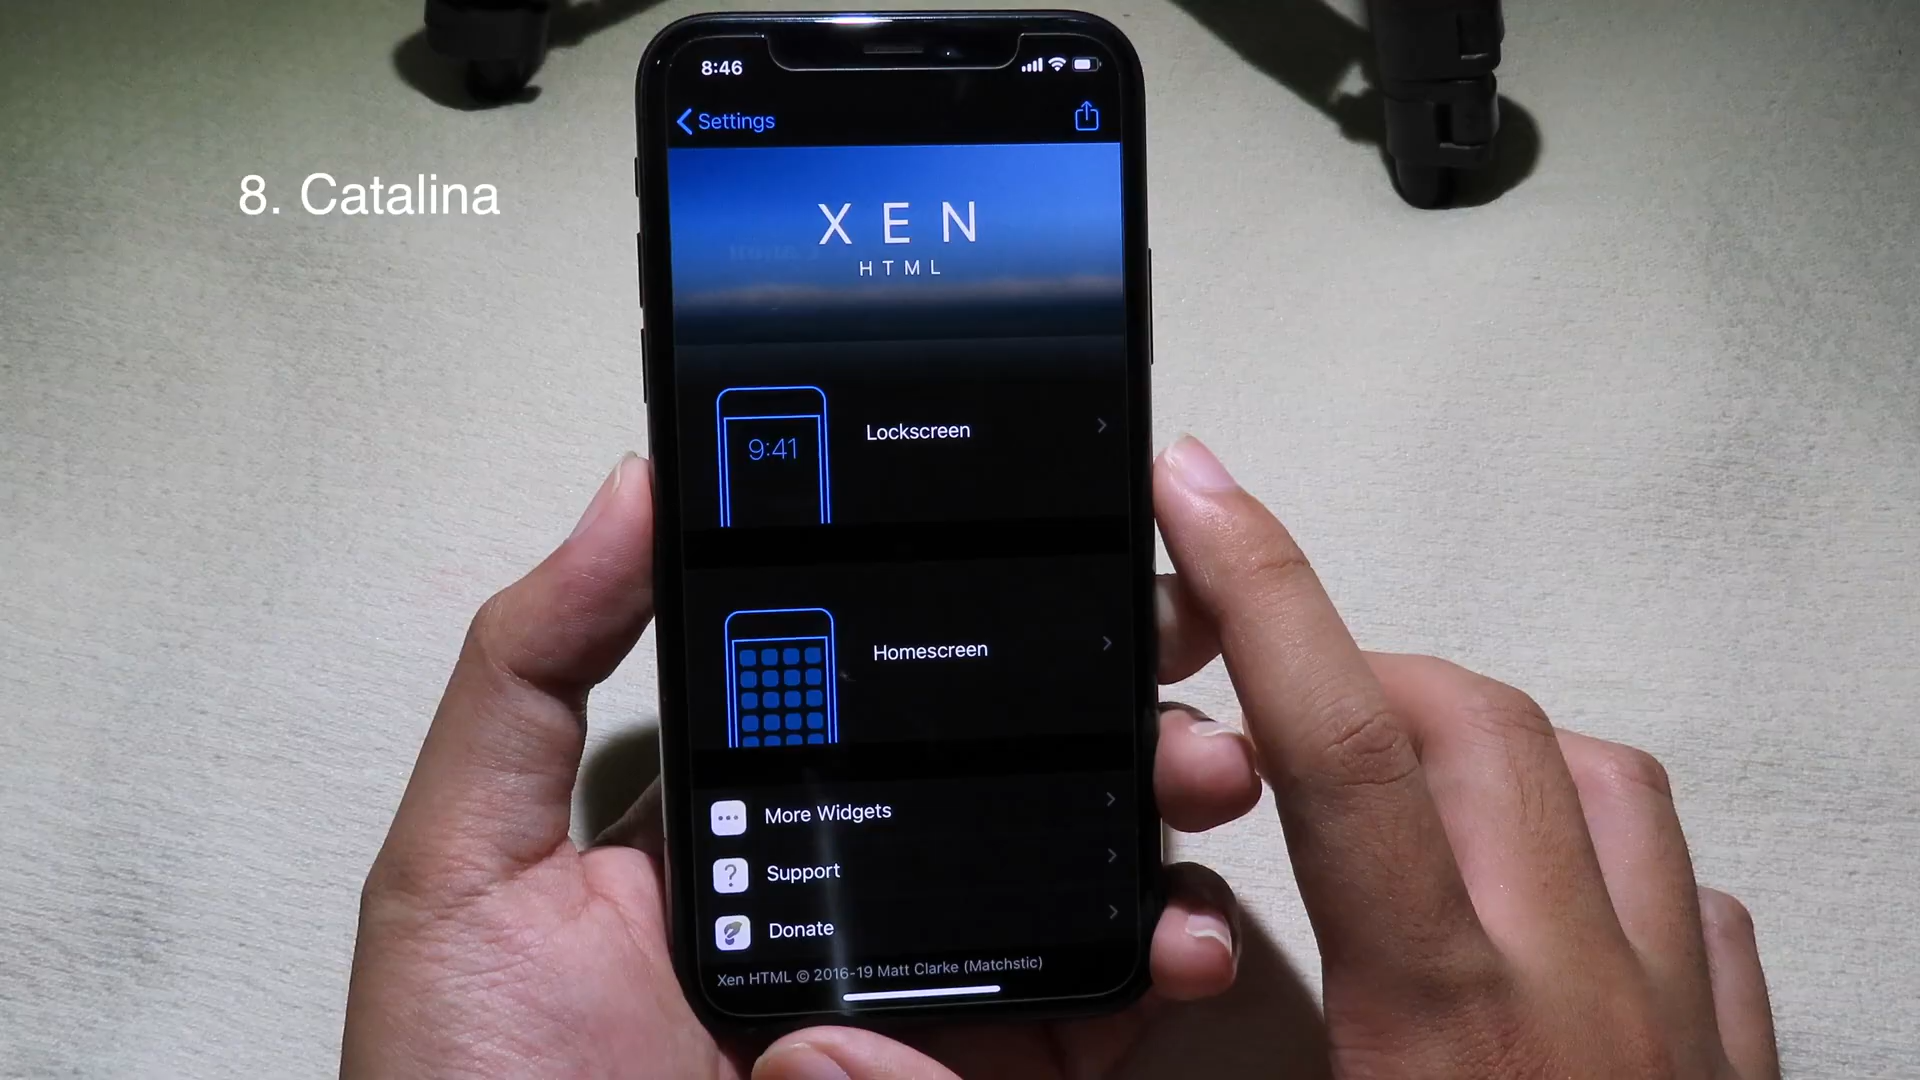 8:46
Settings
8. Catalina
XEN
HTML
9:41
Lockscreen
Homescreen
More Widgets
Support
Donate
Xen HTML © 2016-19 Matt Clarke (Matchstic)